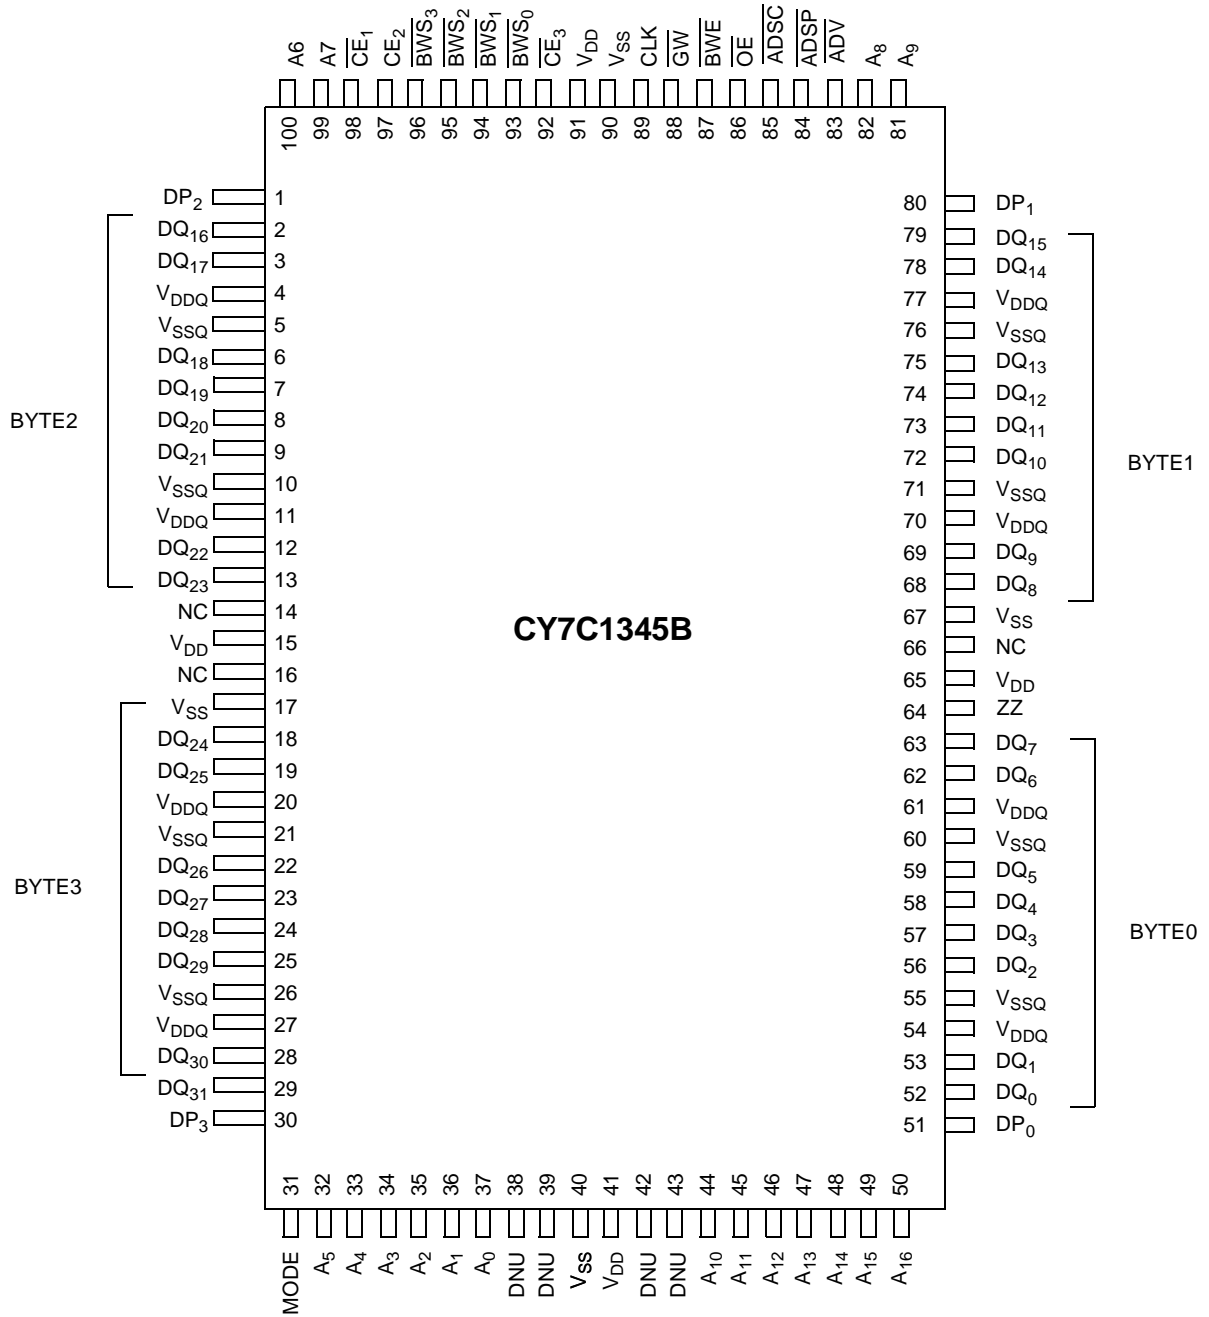 A6 A7 CE1 CE2 BWS3 BWS2 BWS1 BWS0 CE3 VDD VSS CLK GW BWE OE ADSC ADSP ADV A8 A9
100 99 98 97 96 95 94 93 92 91 90 89 88 87 86 85 84 83 82 81
DP2 1
DQ16 2
DQ17 3
VDDQ 4
VSSQ 5
DQ18 6
DQ19 7
DQ20 8
DQ21 9
VSSQ 10
VDDQ 11
DQ22 12
DQ23 13
NC 14
VDD 15
NC 16
VSS 17
DQ24 18
DQ25 19
VDDQ 20
VSSQ 21
DQ26 22
DQ27 23
DQ28 24
DQ29 25
VSSQ 26
VDDQ 27
DQ30 28
DQ31 29
DP3 30
BYTE2
BYTE3
CY7C1345B
80 DP1
79 DQ15
78 DQ14
77 VDDQ
76 VSSQ
75 DQ13
74 DQ12
73 DQ11
72 DQ10
71 VSSQ
70 VDDQ
69 DQ9
68 DQ8
67 VSS
66 NC
65 VDD
64 ZZ
63 DQ7
62 DQ6
61 VDDQ
60 VSSQ
59 DQ5
58 DQ4
57 DQ3
56 DQ2
55 VSSQ
54 VDDQ
53 DQ1
52 DQ0
51 DP0
BYTE1
BYTE0
31 32 33 34 35 36 37 38 39 40 41 42 43 44 45 46 47 48 49 50
MODE A5 A4 A3 A2 A1 A0 DNU DNU VSS VDD DNU DNU A10 A11 A12 A13 A14 A15 A16